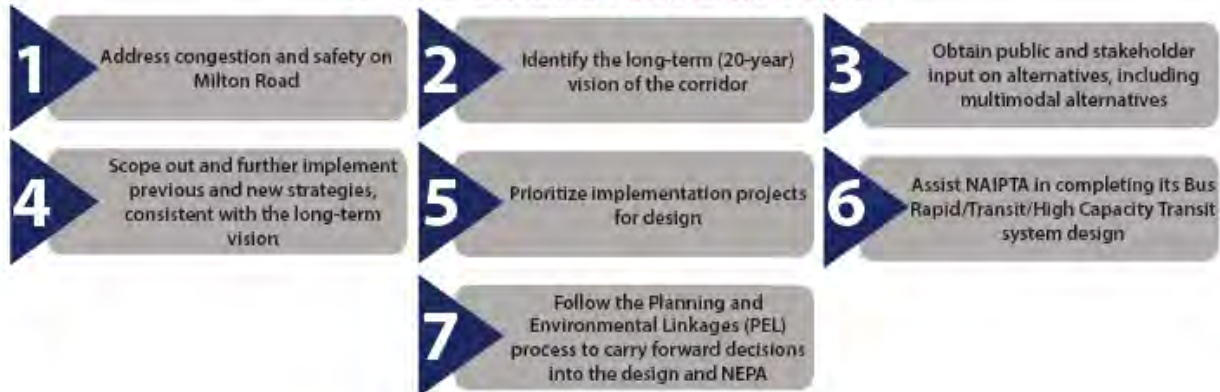 1
Address congestion and safety on
Milton Road
2
Identify the long-term (20-year)
vision of the corridor
3
Obtain public and stakeholder
input on alternatives, including
multimodal alternatives
4
Scope out and further implement
previous and new strategies,
consistent with the long-term
vision
5
Prioritize implementation projects
for design
6
Assist NAIPTA in completing its Bus
Rapid/Transit/High Capacity Transit
system design
7
Follow the Planning and
Environmental Linkages (PEL)
process to carry forward decisions
into the design and NEPA